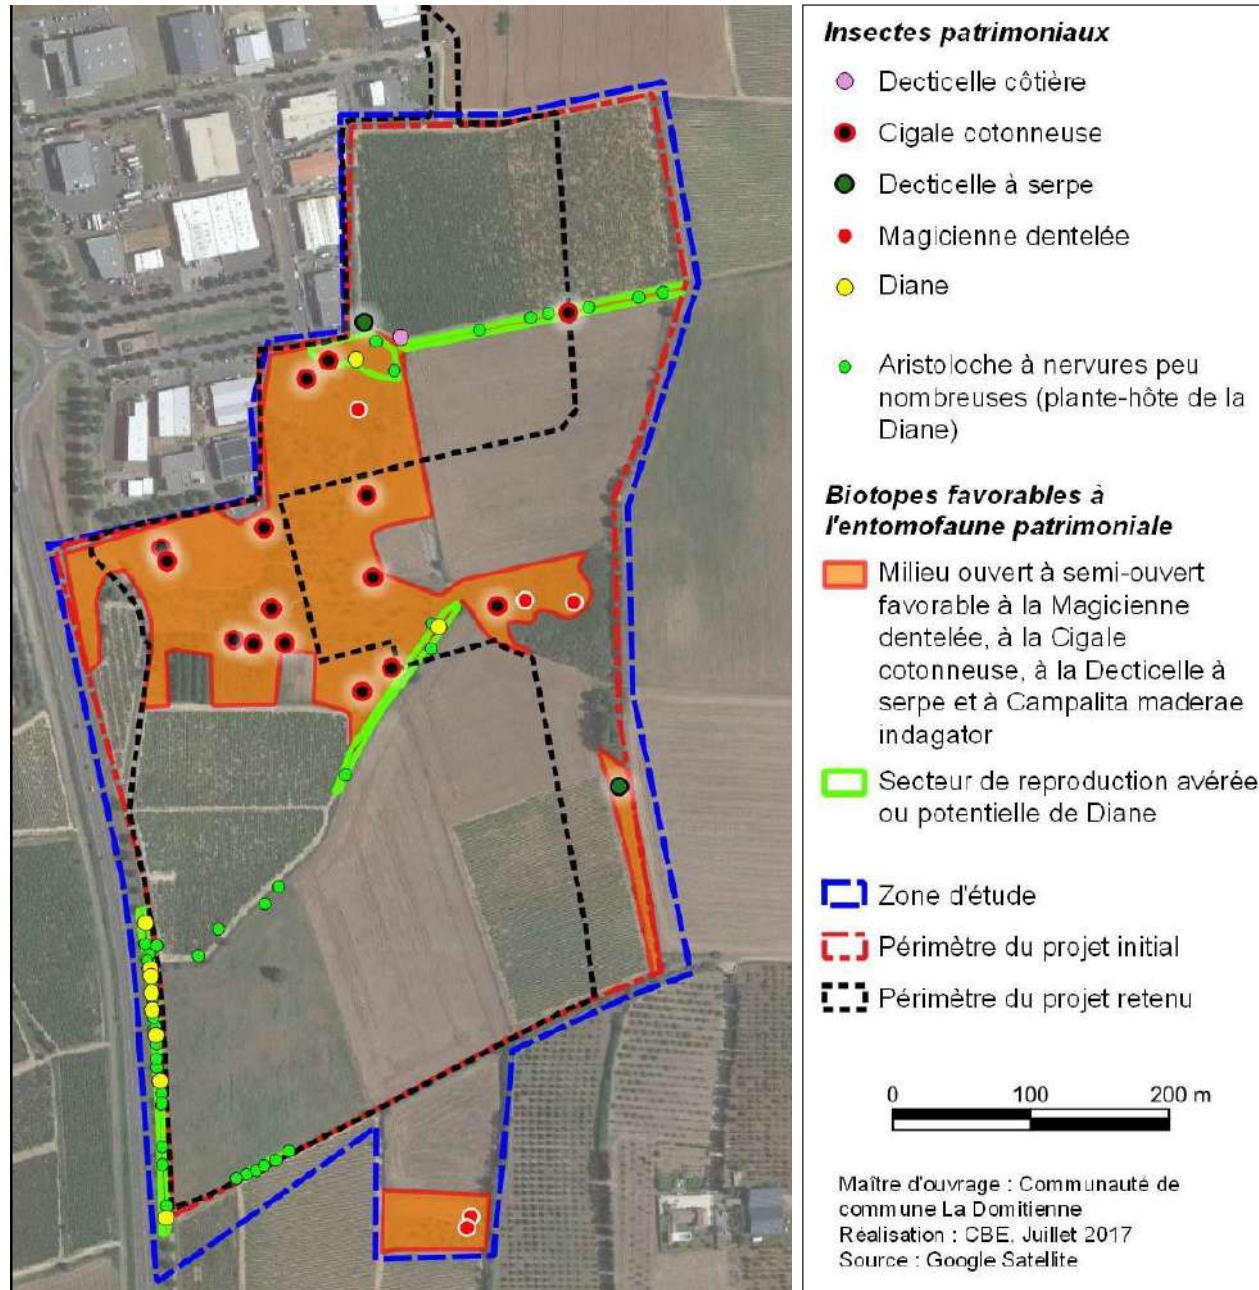 Insectes patrimoniaux
Decticelle côtière
Cigale cotonneuse
Decticelle à serpe
Magicienne dentelée
Diane
Aristoloche à nervures peu
nombreuses (plante-hôte de la
Diane)
Biotopes favorables à
l'entomofaune patrimoniale
Milieu ouvert à semi-ouvert
favorable à la Magicienne
dentelée, à la Cigale
cotonneuse, à la Decticelle à
serpe et à Campalita maderae
indagator
Secteur de reproduction avérée
ou potentielle de Diane
Zone d'étude
Périmètre du projet initial
Périmètre du projet retenu
0 100 200 m
Maître d'ouvrage : Communauté de
commune La Domitienne
Réalisation : CBE, Juillet 2017
Source : Google Satellite